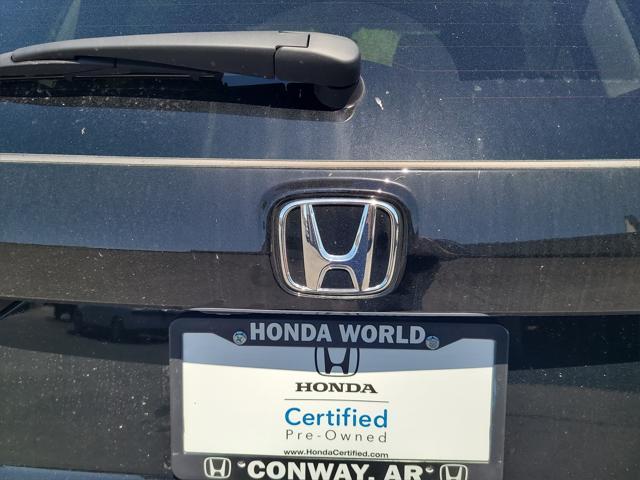 HONDA WORLD
HONDA
Certified
Pre-Owned
www.HondaCertified.com
CONWAY, AR